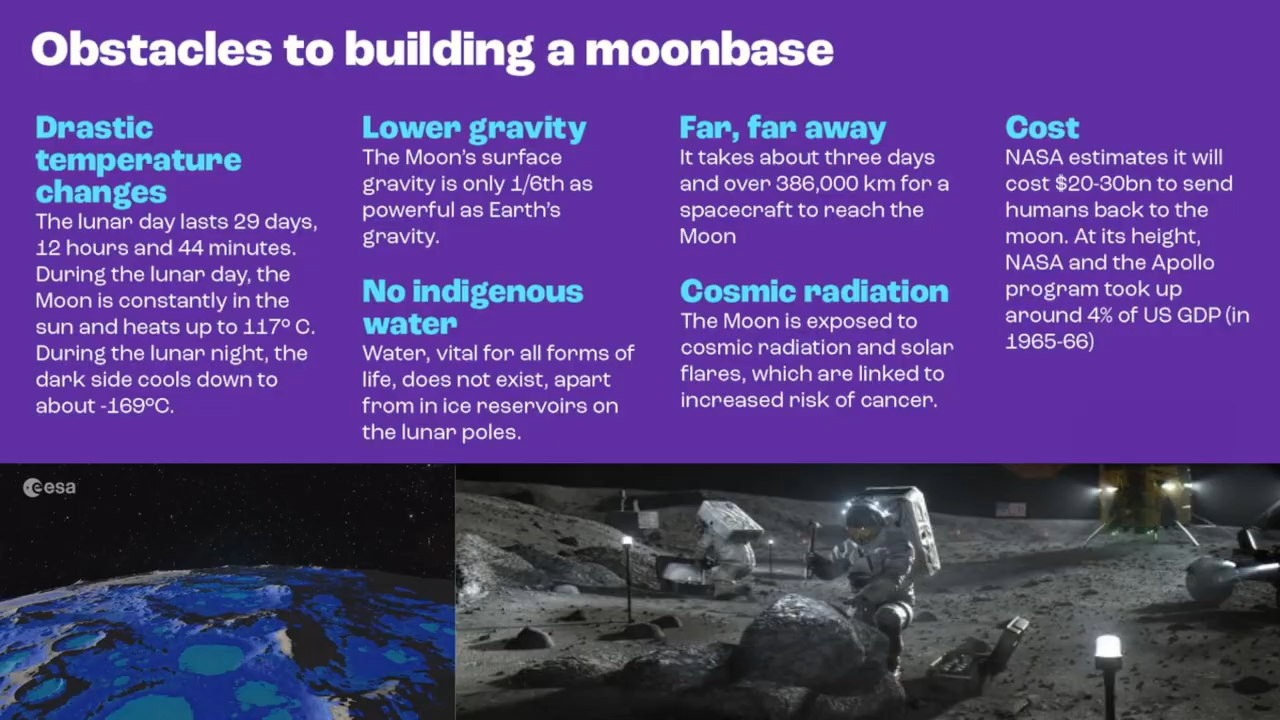 Obstacles to building a moonbase
Drastic
temperature
changes
The lunar day lasts 29 days,
12 hours and 44 minutes.
During the lunar day, the
Moon is constantly in the
sun and heats up to 117º C.
During the lunar night, the
dark side cools down to
about -169ºC.
Lower gravity
The Moon’s surface
gravity is only 1/6th as
powerful as Earth’s
gravity.
No indigenous
water
Water, vital for all forms of
life, does not exist, apart
from in ice reservoirs on
the lunar poles.
Far, far away
It takes about three days
and over 386,000 km for a
spacecraft to reach the
Moon
Cosmic radiation
The Moon is exposed to
cosmic radiation and solar
flares, which are linked to
increased risk of cancer.
Cost
NASA estimates it will
cost $20-30bn to send
humans back to the
moon. At its height,
NASA and the Apollo
program took up
around 4% of US GDP (in
1965-66)
esa